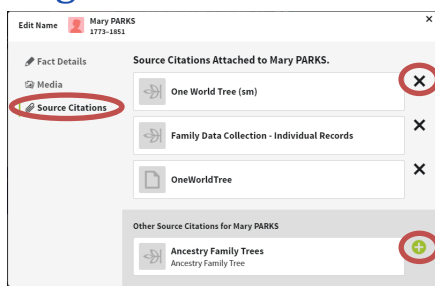 Edit Name
Mary PARKS
1773-1851
×
Fact Details
Media
Source Citations
Source Citations Attached to Mary PARKS.
One World Tree (sm)
Family Data Collection - Individual Records
OneWorldTree
Other Source Citations for Mary PARKS
Ancestry Family Trees
Ancestry Family Tree